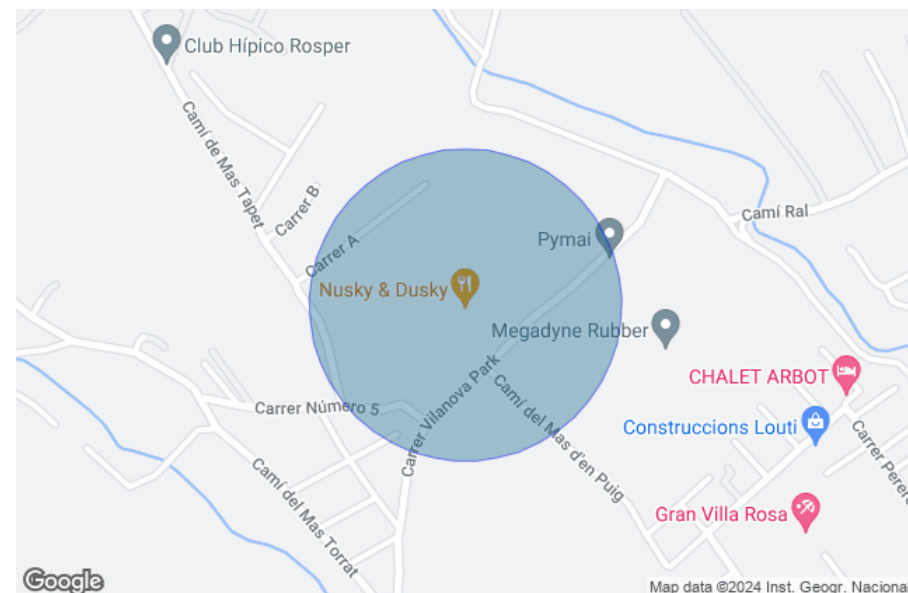 Club Hípico Rosper
Camí de Mas Tapet
Carrer B
Carrer A
Camí Ral
Pymai
Nusky & Dusky
Megadyne Rubber
CHALET ARBOT
Carrer Vilanova Park
Carrer Número 5
Camí del Mas d'en Puig
Construccions Louti
Camí del Mas Torrat
Gran Villa Rosa
Google
Map data ©2024 Inst. Geogr. Nacional